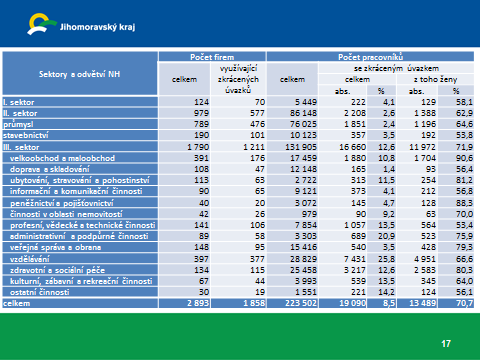 Jihomoravský kraj
Sektory a odvětví NH Počet firem Počet pracovníků
celkem využívající zkrácených úvazků celkem se zkráceným úvazkem
celkem z toho ženy
abs. % abs. %
I. sektor 124 70 5 449 222 4,1 129 58,1
II. sektor 979 577 86 148 2 208 2,6 1 388 62,9
průmysl 789 476 76 025 1 851 2,4 1 196 64,6
stavebnictví 190 101 10 123 357 3,5 192 53,8
III. sektor 1 790 1 211 131 905 16 660 12,6 11 972 71,9
velkoobchod a maloobchod 391 176 17 459 1 880 10,8 1 704 90,6
doprava a skladování 108 47 12 148 165 1,4 93 56,4
ubytování, stravování a pohostinství 113 63 2 722 313 11,5 254 81,2
informační a komunikační činnosti 90 65 9 121 373 4,1 212 56,8
peněžnictví a pojišťovnictví 40 20 3 072 145 4,7 128 88,3
činnosti v oblasti nemovitostí 42 26 979 90 9,2 63 70,0
profesní, vědecké a technické činnosti 141 106 7 854 1 057 13,5 564 53,4
administrativní a podpůrné činnosti 89 58 3 303 689 20,9 523 75,9
veřejná správa a obrana 148 95 15 416 540 3,5 428 79,3
vzdělávání 397 377 28 829 7 431 25,8 4 951 66,6
zdravotní a sociální péče 134 115 25 458 3 217 12,6 2 583 80,3
kulturní, zábavní a rekreační činnosti 67 44 3 993 539 13,5 345 64,0
ostatní činnosti 30 19 1 551 221 14,2 124 56,1
celkem 2 893 1 858 223 502 19 090 8,5 13 489 70,7
17